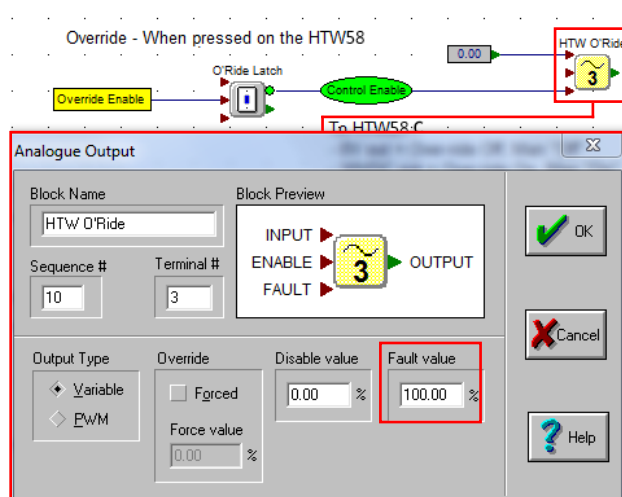 Override - When pressed on the HTW58
0.00
HTW O'Ride
O'Ride Latch
3
Override Enable
Control Enable
To HTW58:C
Analogue Output
Block Name
Block Preview
HTW O'Ride
INPUT
ENABLE
FAULT
3
OUTPUT
OK
Sequence #
Terminal #
10
3
Cancel
Output Type
Override
Disable value
Fault value
Variable
PWM
Forced
Force value
0.00 %
0.00 %
100.00 %
Help